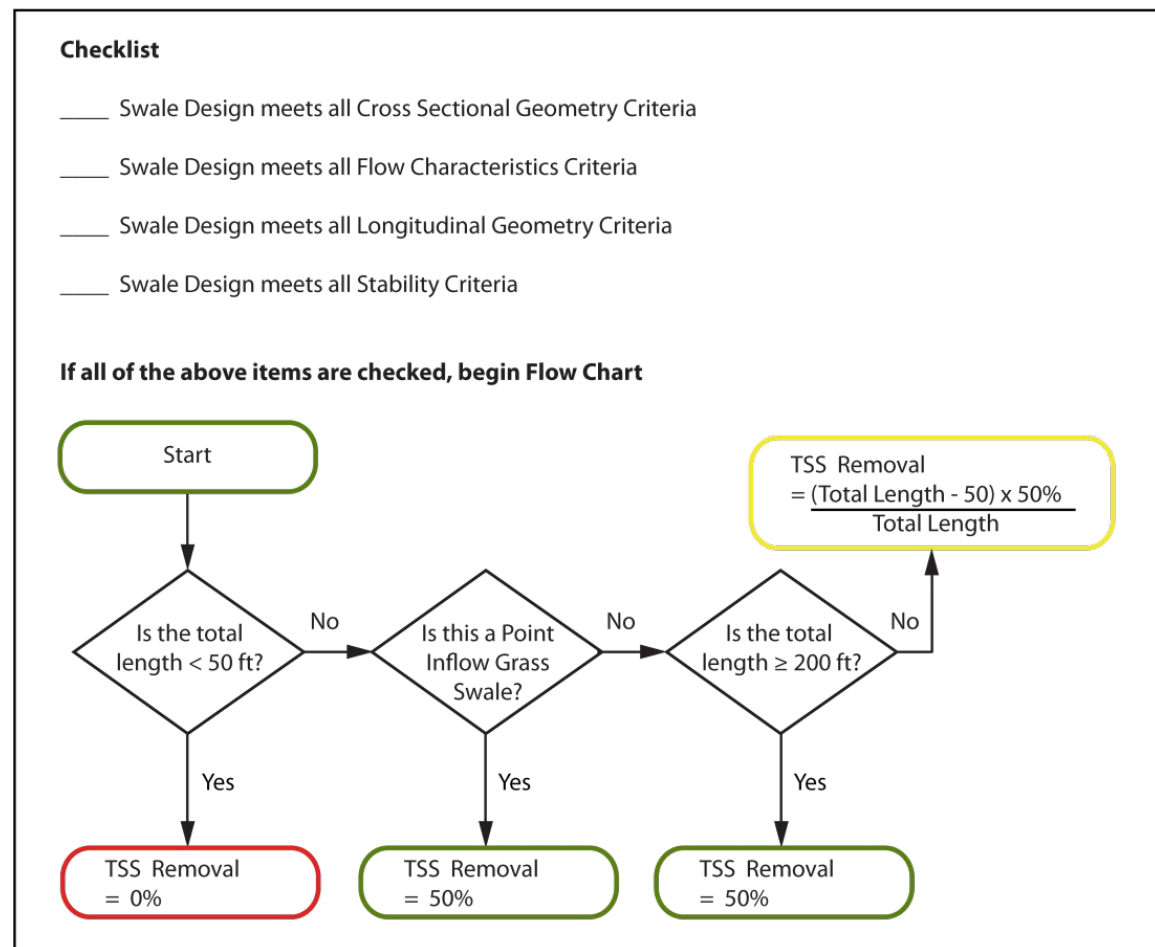 Checklist
____ Swale Design meets all Cross Sectional Geometry Criteria
____ Swale Design meets all Flow Characteristics Criteria
____ Swale Design meets all Longitudinal Geometry Criteria
____ Swale Design meets all Stability Criteria
If all of the above items are checked, begin Flow Chart
Start
TSS Removal
= (Total Length - 50) x 50%
Total Length
Is the total
length < 50 ft?
No
Is this a Point
Inflow Grass
Swale?
No
Is the total
length ≥ 200 ft?
No
Yes
Yes
Yes
TSS Removal
= 0%
TSS Removal
= 50%
TSS Removal
= 50%